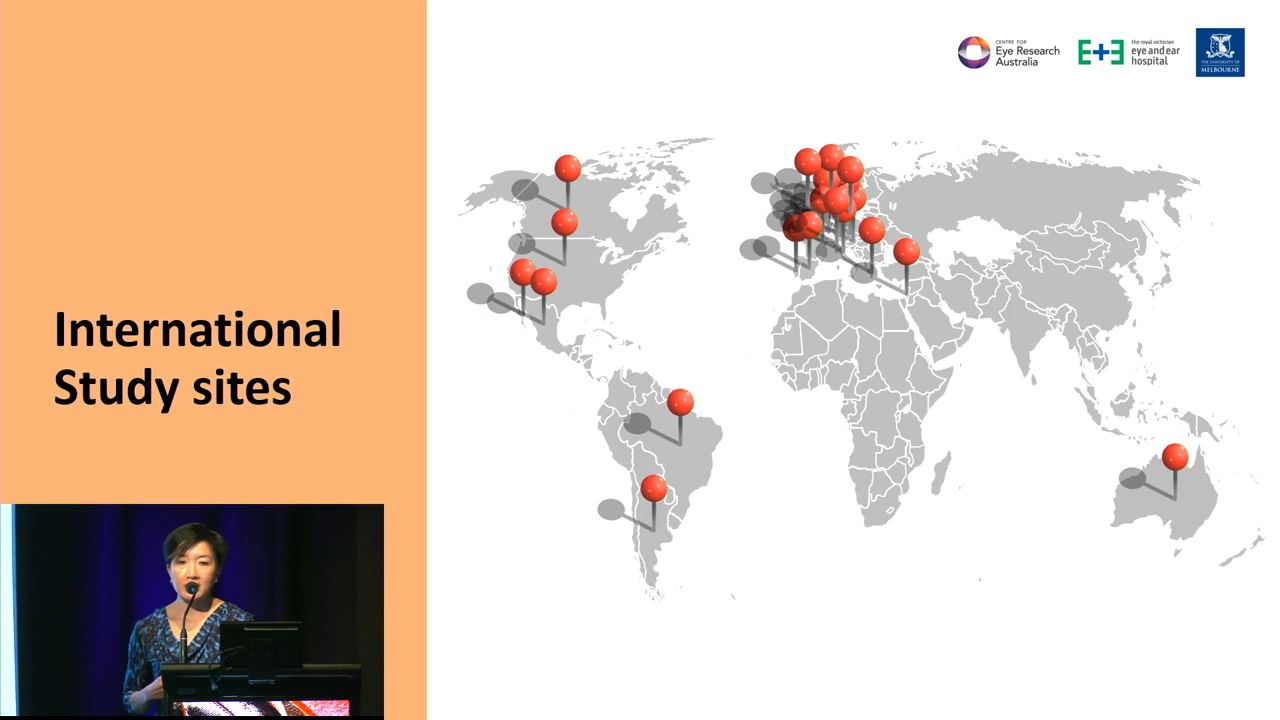 International
Study sites
CENTRE FOR
Eye Research
Australia
E+E
the royal victorian
eye and ear
hospital
THE UNIVERSITY OF
MELBOURNE